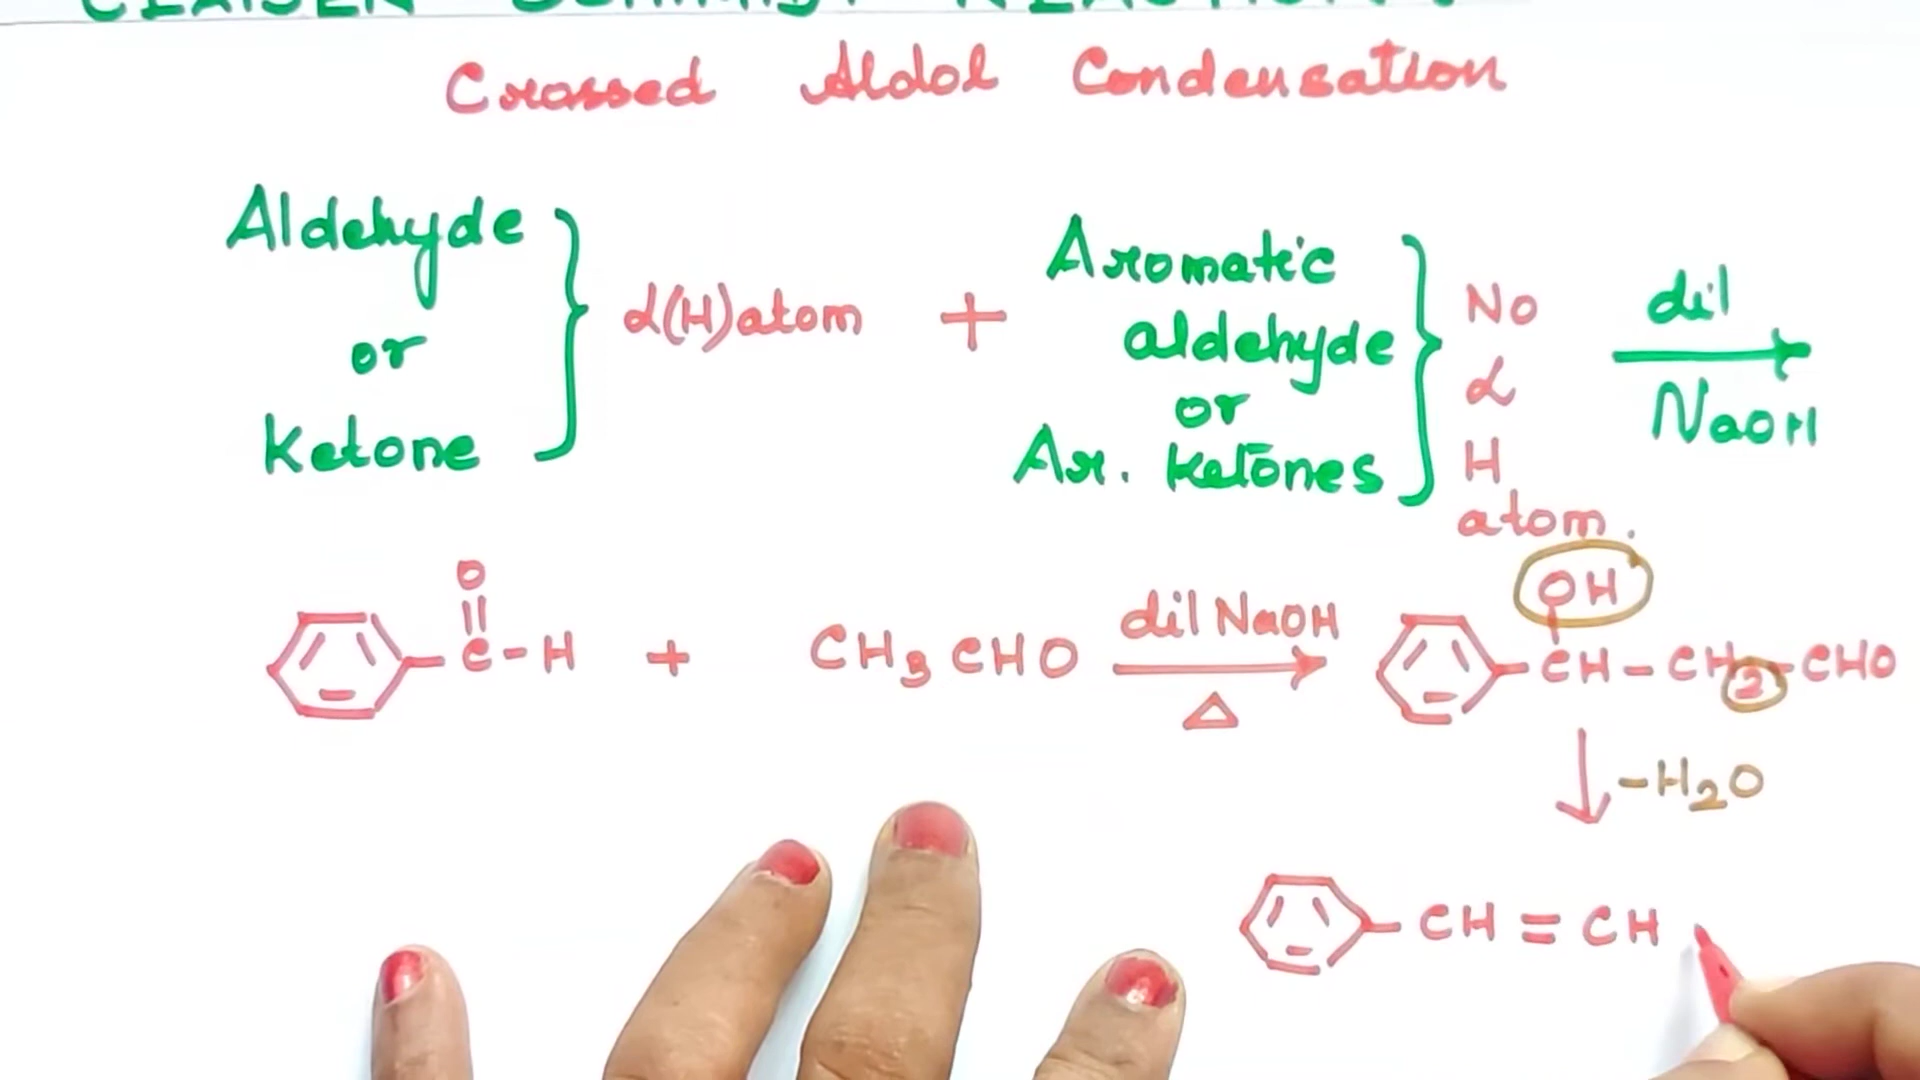 Crossed Aldol Condensation
Aldehyde
or
Ketone
α(H)atom
+
Aromatic
aldehyde
or
Ar. ketones
No
α
H
atom.
dil
NaOH
O
C-H + CH3CHO
dil NaOH
△
OH
CH-CH2-CHO
-H2O
CH=CH